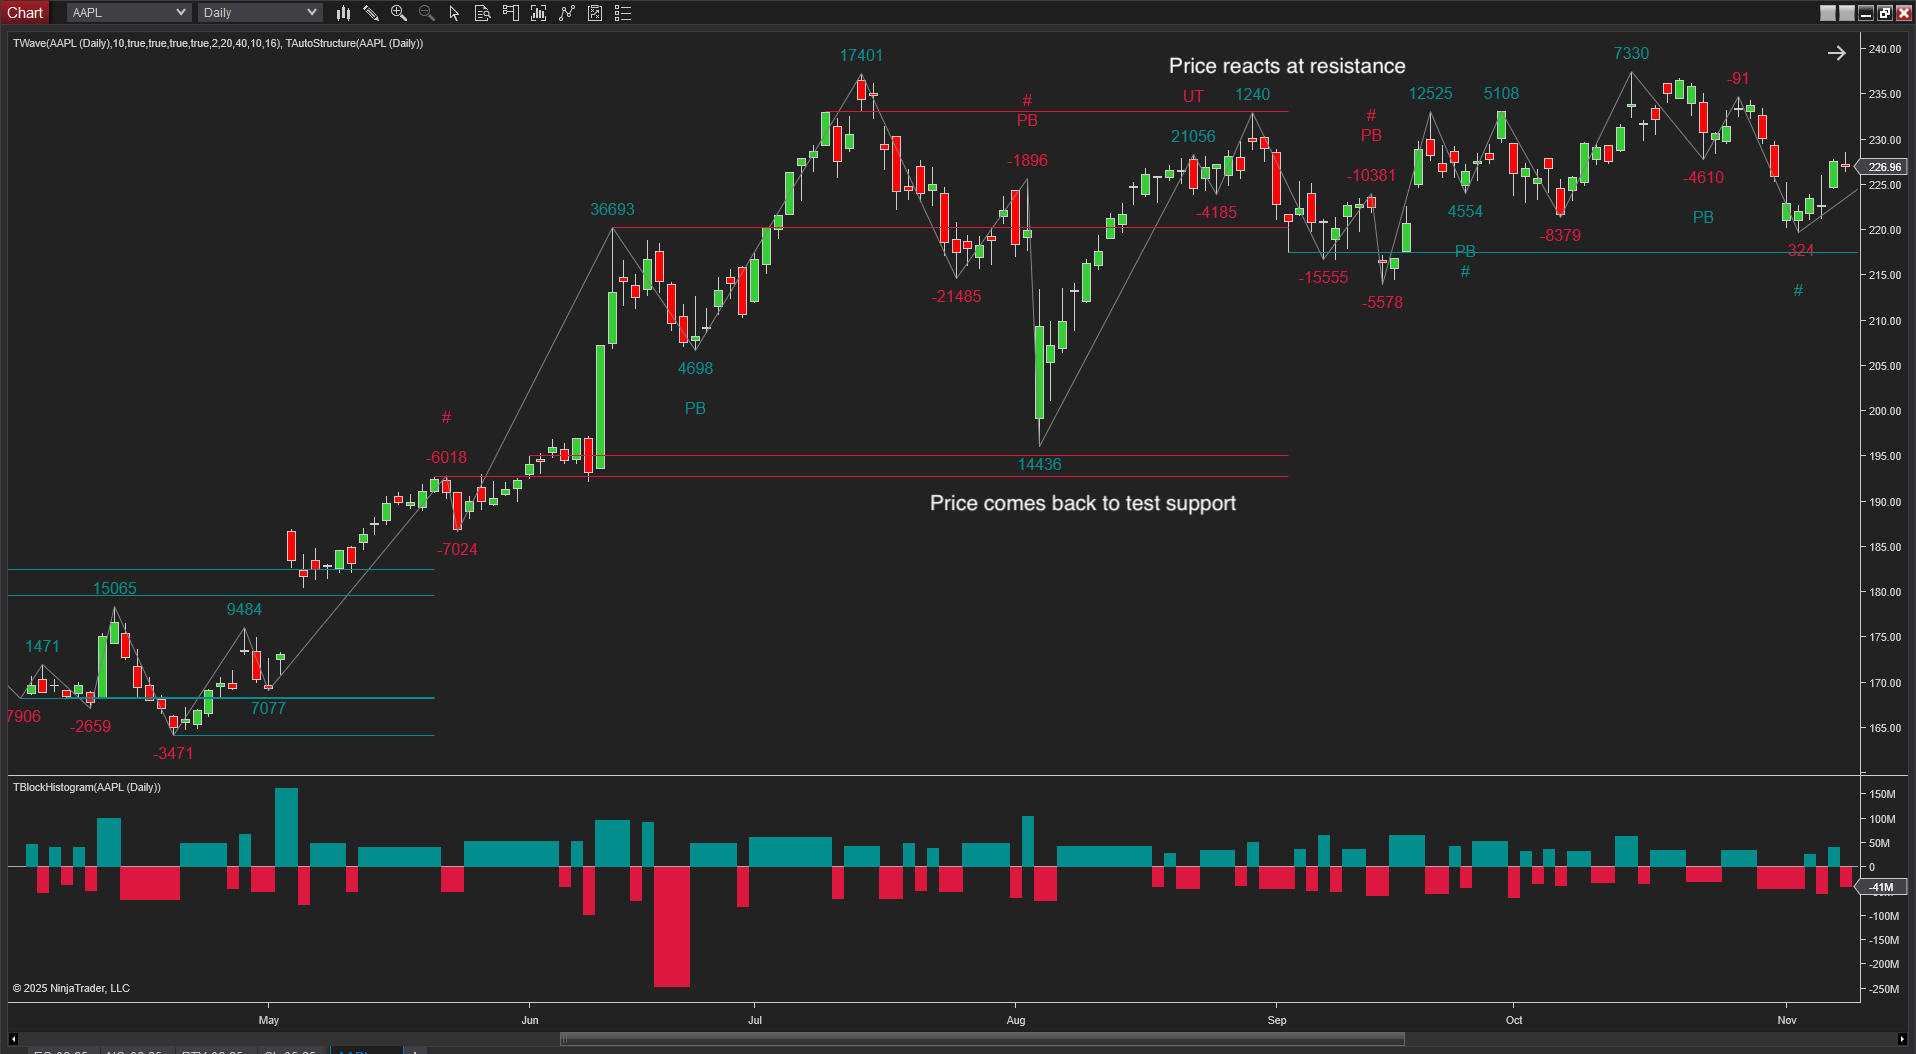 Chart AAPL Daily
TWave(AAPL (Daily),10,true,true,true,true,2,20,40,10,16), TAutoStructure(AAPL (Daily))
17401
Price reacts at resistance
7330
240.00
-91
#
UT
1240
12525
5108
235.00
PB
#
PB
21056
230.00
-1896
-10381
-4610
226.96
225.00
36693
-4185
4554
PB
220.00
-8379
PB
324
#
-15555
215.00
-21485
-5578
#
210.00
4698
205.00
PB
200.00
#
-6018
14436
195.00
Price comes back to test support
190.00
-7024
185.00
15065
180.00
9484
1471
175.00
170.00
7077
7906
-2659
165.00
-3471
TBlockHistogram(AAPL (Daily))
150M
100M
50M
0
-41M
-100M
-150M
-200M
-250M
© 2025 NinjaTrader, LLC
May Jun Jul Aug Sep Oct Nov